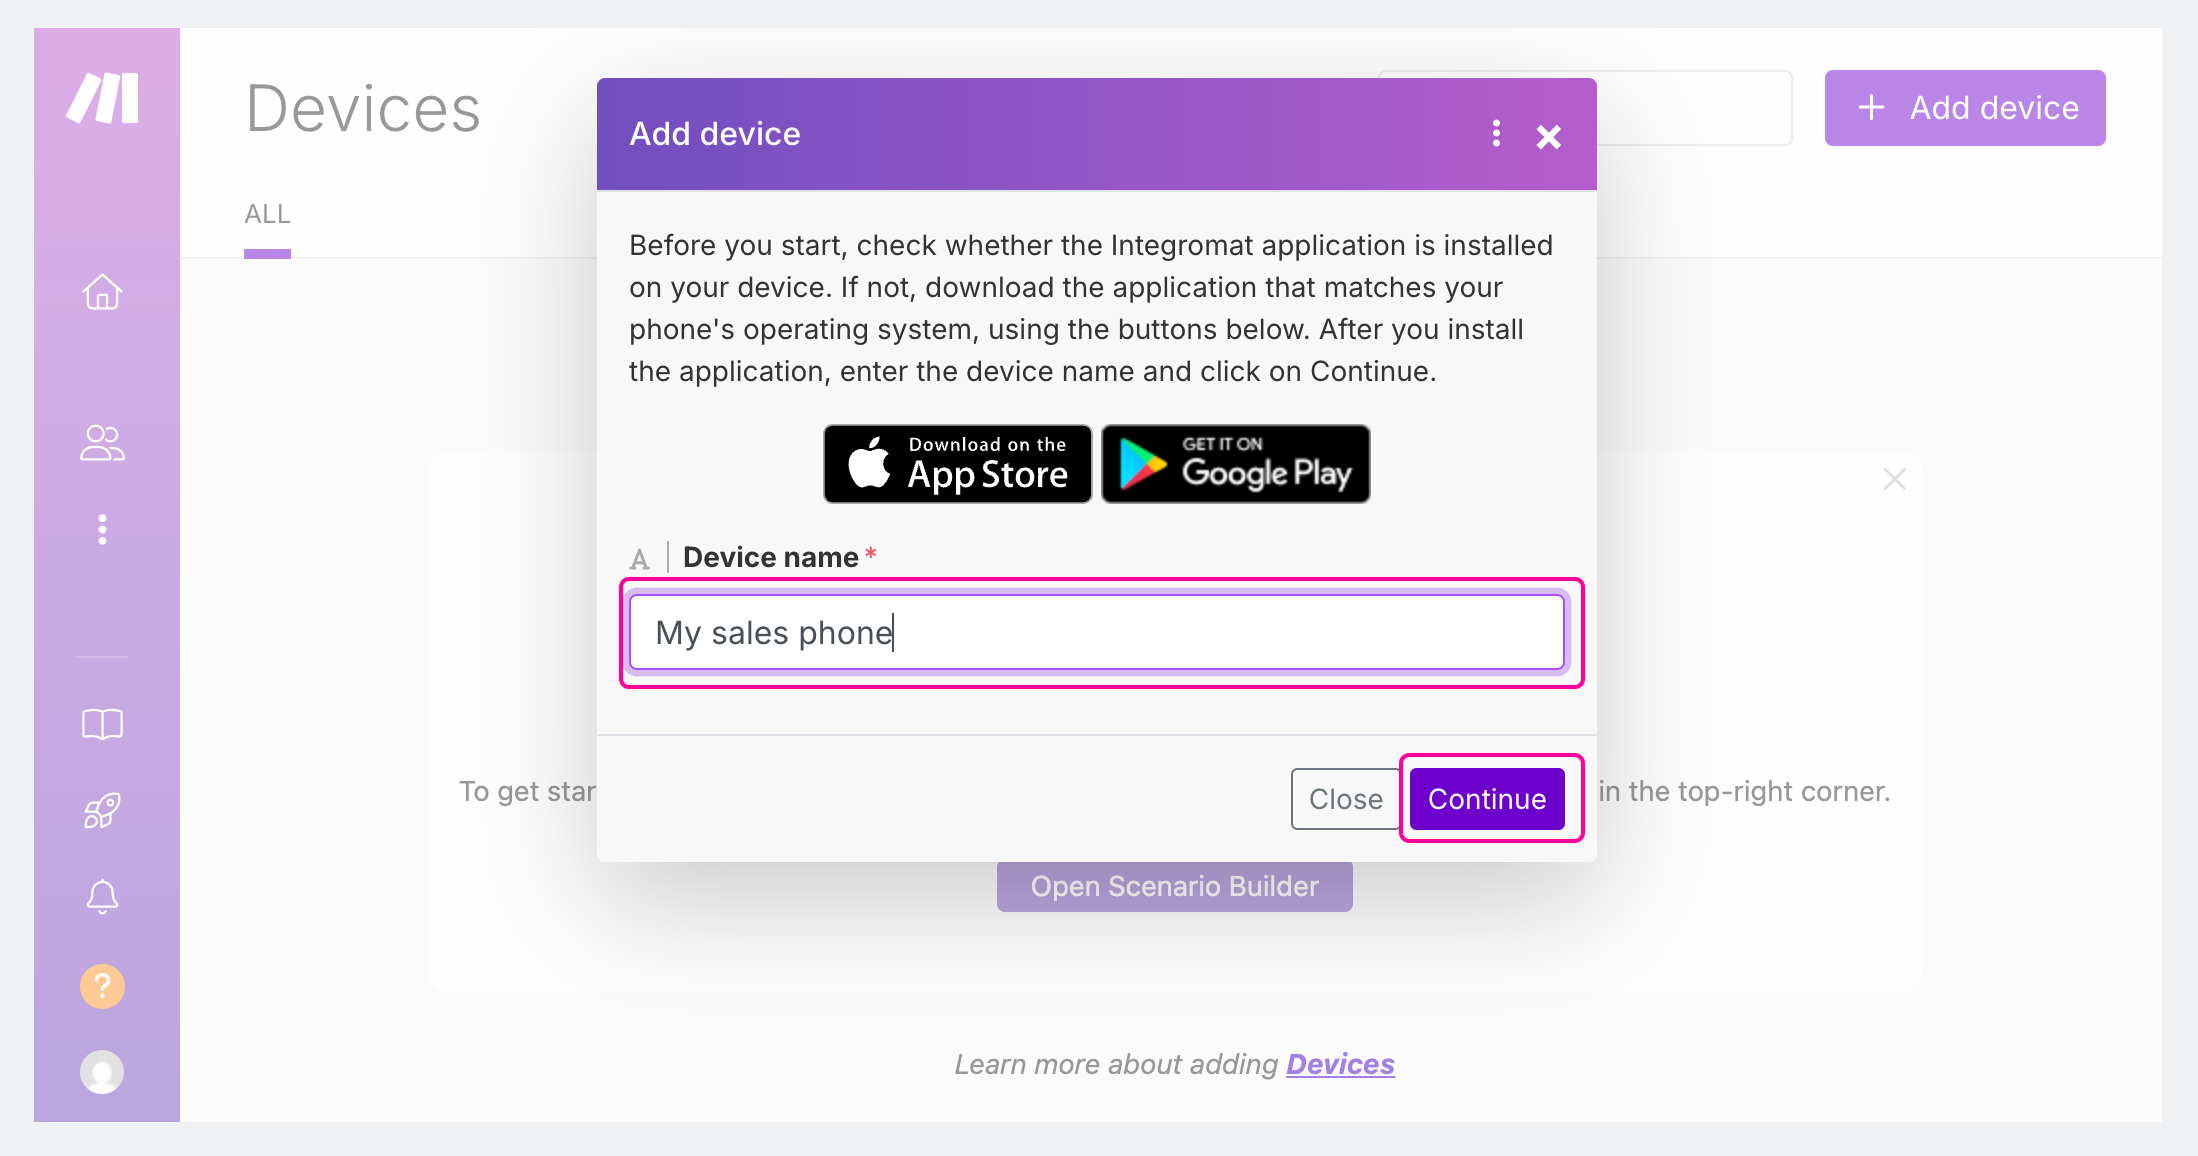 Devices
Add device
+ Add device
ALL
Before you start, check whether the Integromat application is installed
on your device. If not, download the application that matches your
phone's operating system, using the buttons below. After you install
the application, enter the device name and click on Continue.
Download on the
App Store
GET IT ON
Google Play
A Device name *
My sales phone
To get star
in the top-right corner.
Close
Continue
Open Scenario Builder
?
Learn more about adding Devices